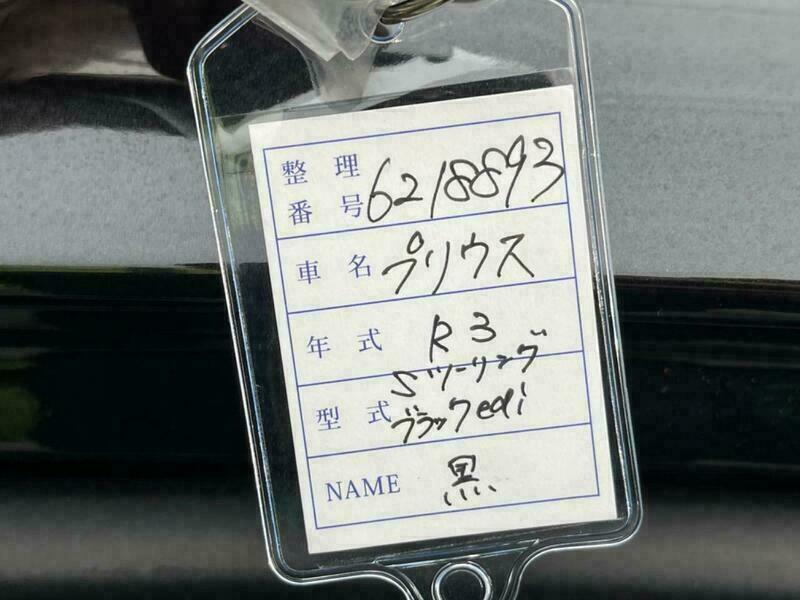 整理番号 6218893
車名 プリウス
年式 R3
Sツーリング
型式 ブラックedi
NAME 黒